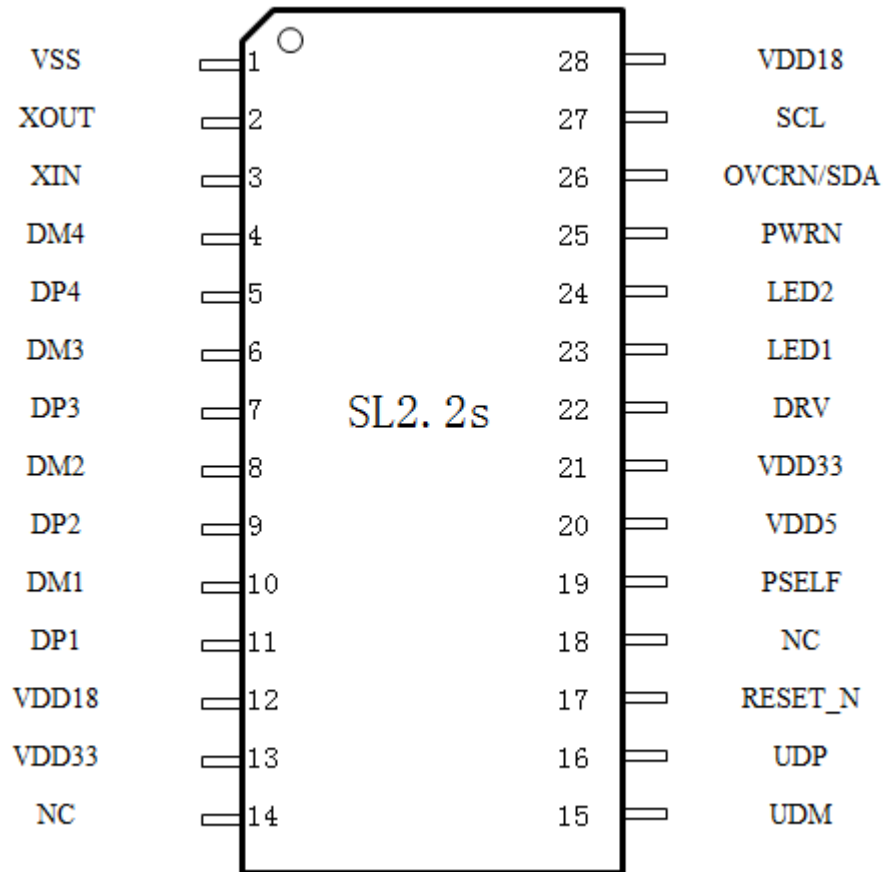 VSS 1 28 VDD18
XOUT 2 27 SCL
XIN 3 26 OVCRN/SDA
DM4 4 25 PWRN
DP4 5 24 LED2
DM3 6 23 LED1
DP3 7 SL2.2s 22 DRV
DM2 8 21 VDD33
DP2 9 20 VDD5
DM1 10 19 PSELF
DP1 11 18 NC
VDD18 12 17 RESET_N
VDD33 13 16 UDP
NC 14 15 UDM